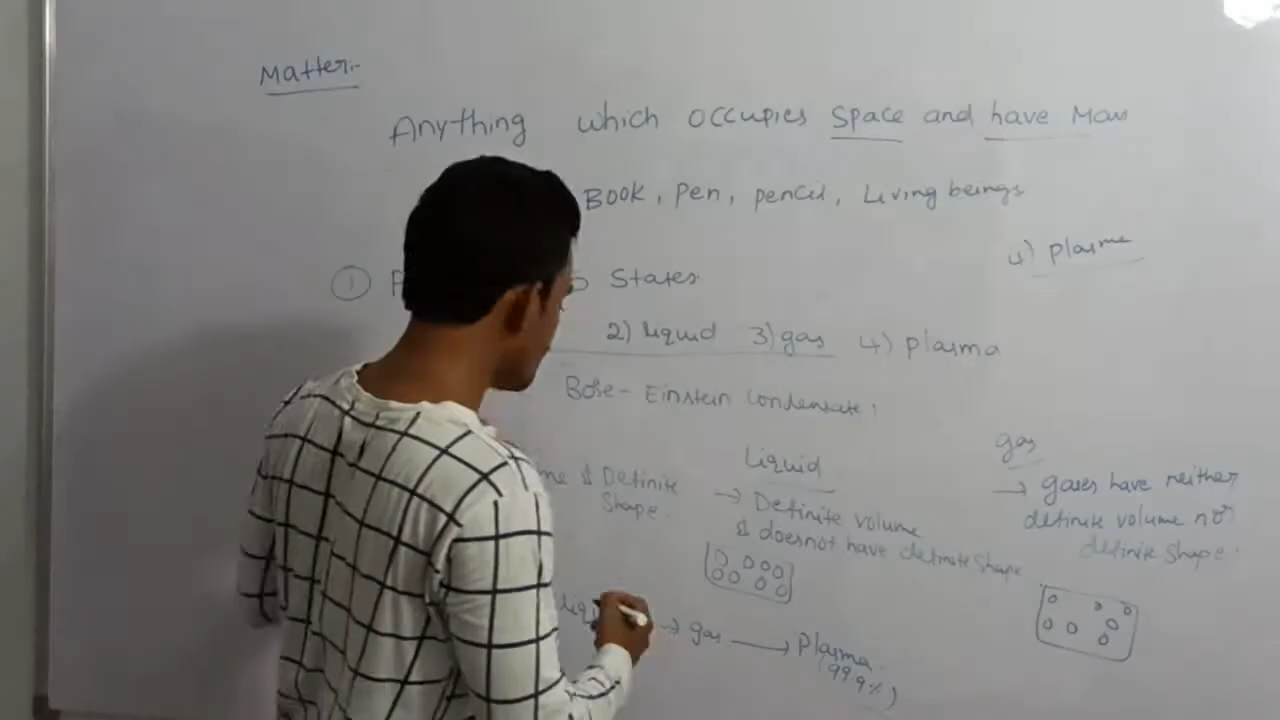 Matter:-
Anything which occupies space and have Mass
Book, Pen, pencil, Living beings
4) Plasme
① States
2) liquid 3) gas 4) plasma
Bose-Einstein condensate:
Liquid
gas
& Definite
Shape.
→ Definite volume
& doesnot have definite shape
→ gases have neither
definite volume nor
definite shape:
→ gas → Plasma
(99.9%)